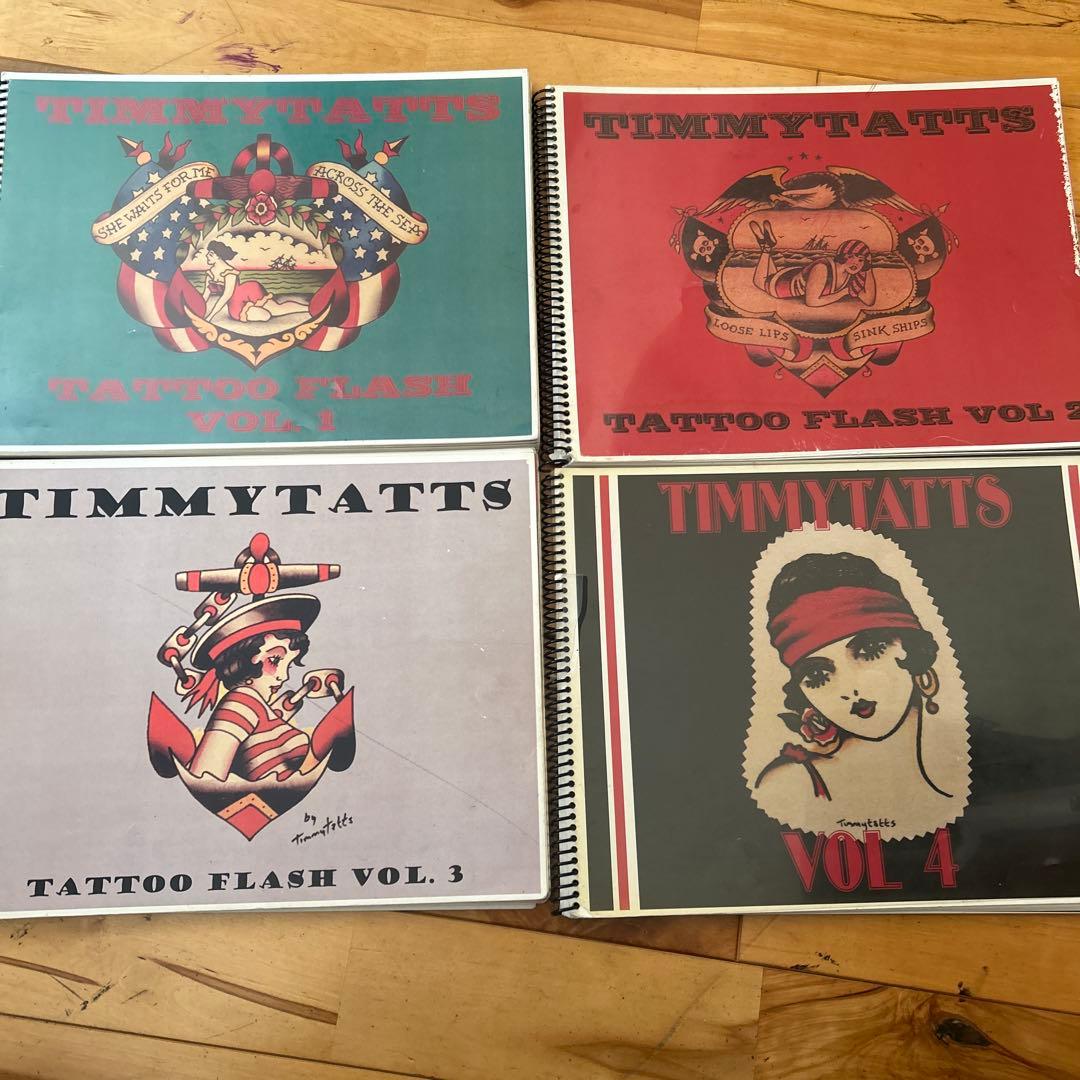 TIMMYTATTS
SHE WAITS FOR ME
ACROSS THE SEA
TATTOO FLASH
VOL. 1
TIMMYTATTS
LOOSE LIPS
SINK SHIPS
TATTOO FLASH VOL 2
TIMMYTATTS
by
Timmytatts
TATTOO FLASH VOL. 3
TIMMYTATTS
Timmytatts
VOL 4